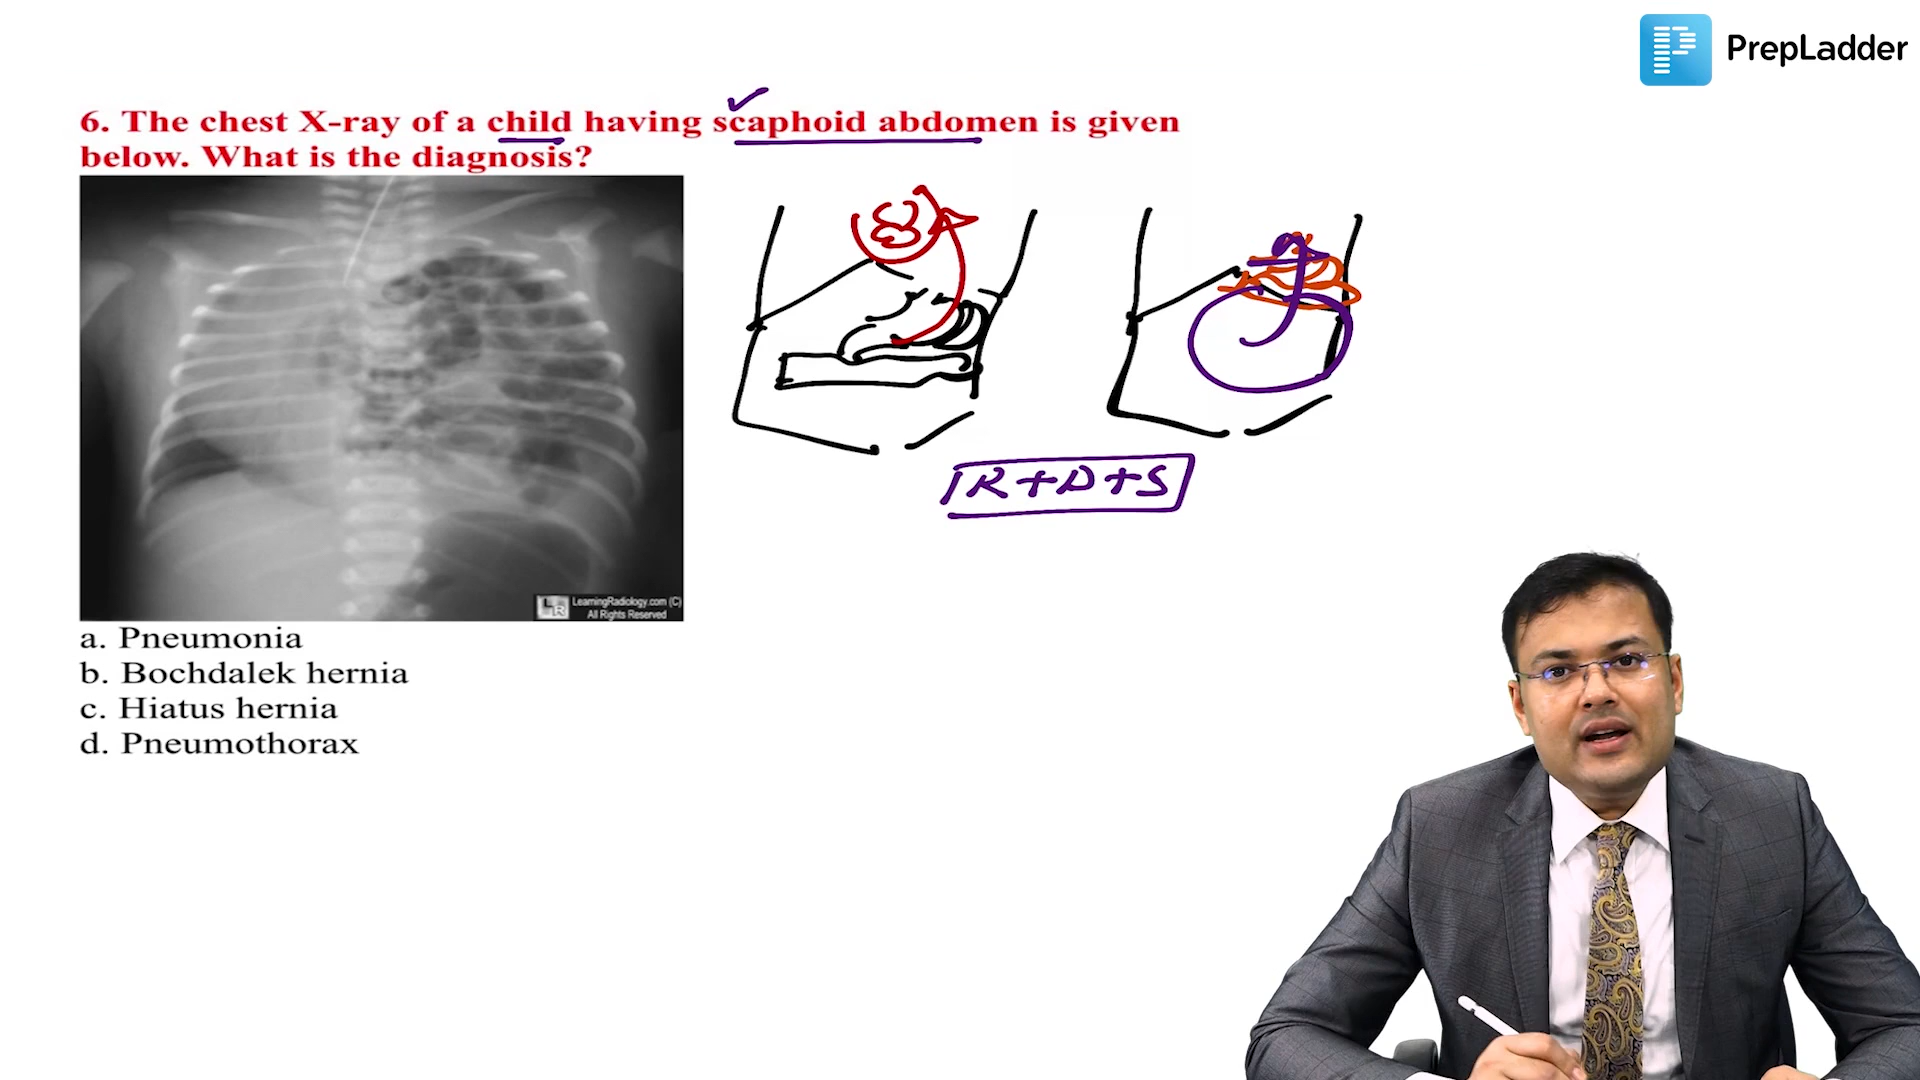 PrepLadder
6. The chest X-ray of a child having scaphoid abdomen is given
below. What is the diagnosis?
R+D+S
LR
LearningRadiology.com (C)
All Rights Reserved
a. Pneumonia
b. Bochdalek hernia
c. Hiatus hernia
d. Pneumothorax